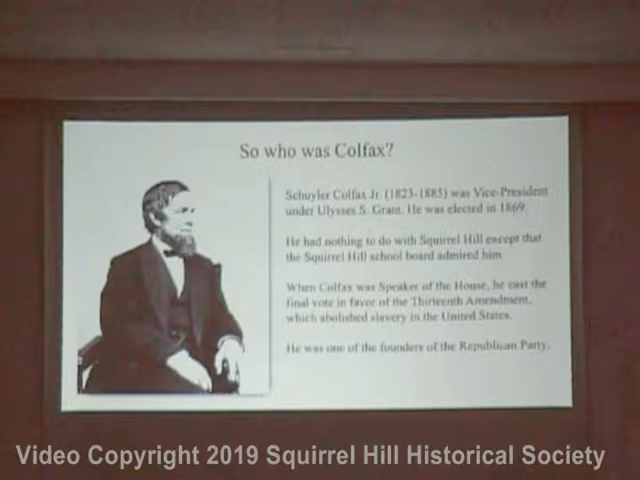 So who was Colfax?
Schuyler Colfax Jr. (1823-1885) was Vice-President
under Ulysses S. Grant. He was elected in 1869.
He had nothing to do with Squirrel Hill except that
the Squirrel Hill school board admired him.
When Colfax was Speaker of the House, he cast the
final vote in favor of the Thirteenth Amendment,
which abolished slavery in the United States.
He was one of the founders of the Republican Party.
Video Copyright 2019 Squirrel Hill Historical Society